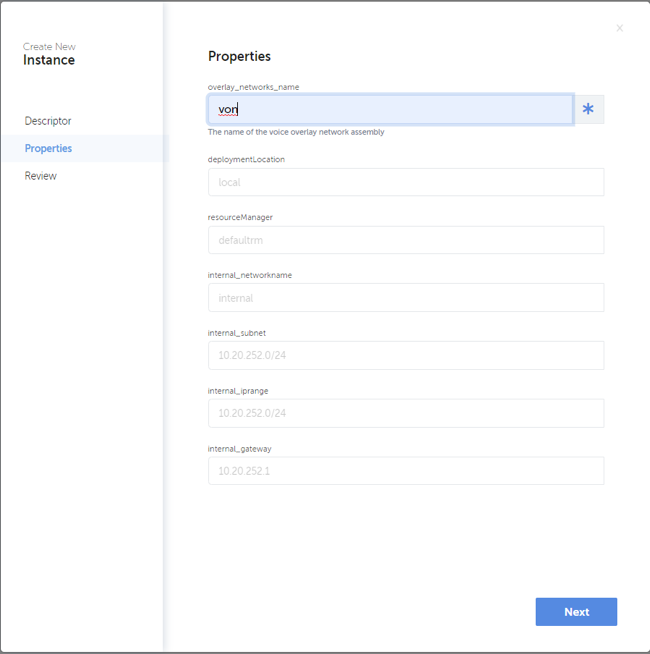 Create New
Instance
Descriptor
Properties
Review
Properties
overlay_networks_name
von
The name of the voice overlay network assembly
deploymentLocation
local
resourceManager
defaultrm
internal_networkname
internal
internal_subnet
10.20.252.0/24
internal_iprange
10.20.252.0/24
internal_gateway
10.20.252.1
Next